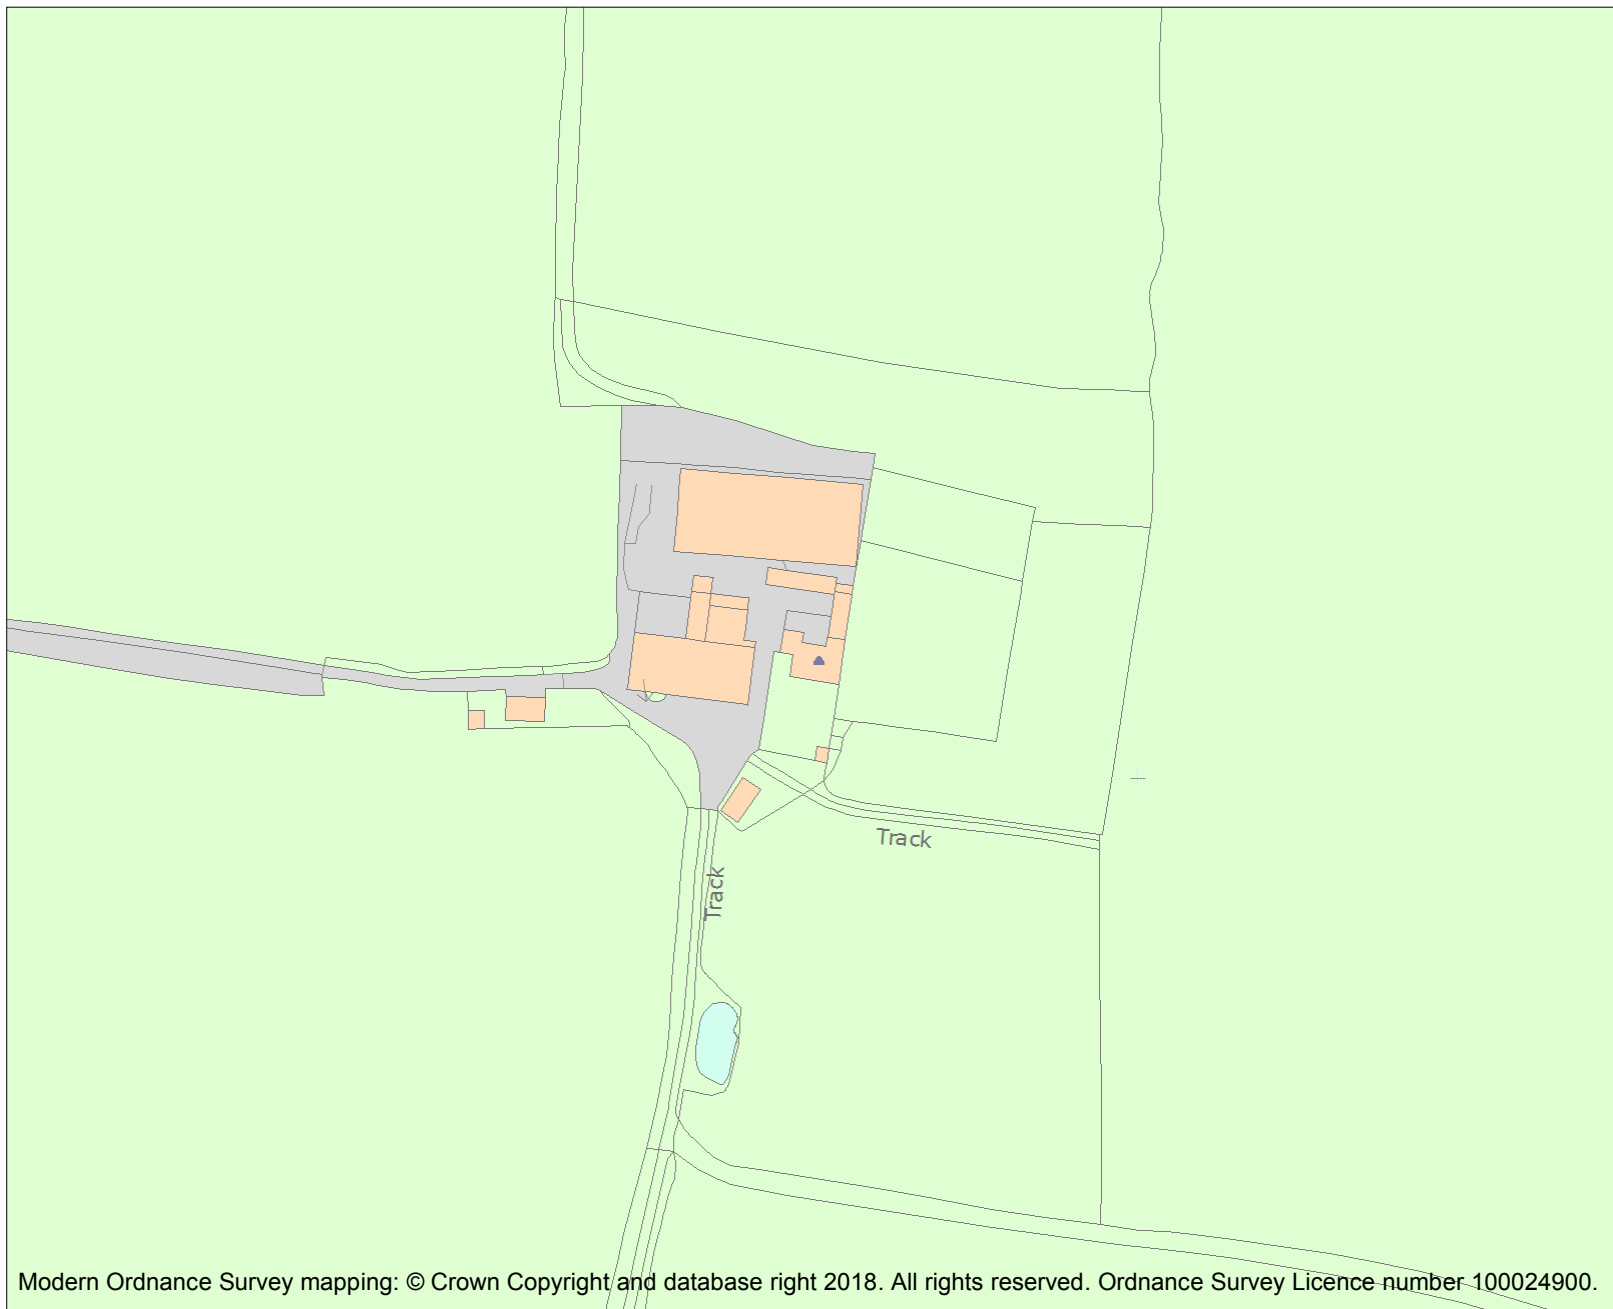 Track
Track
Modern Ordnance Survey mapping: © Crown Copyright and database right 2018. All rights reserved. Ordnance Survey Licence number 100024900.